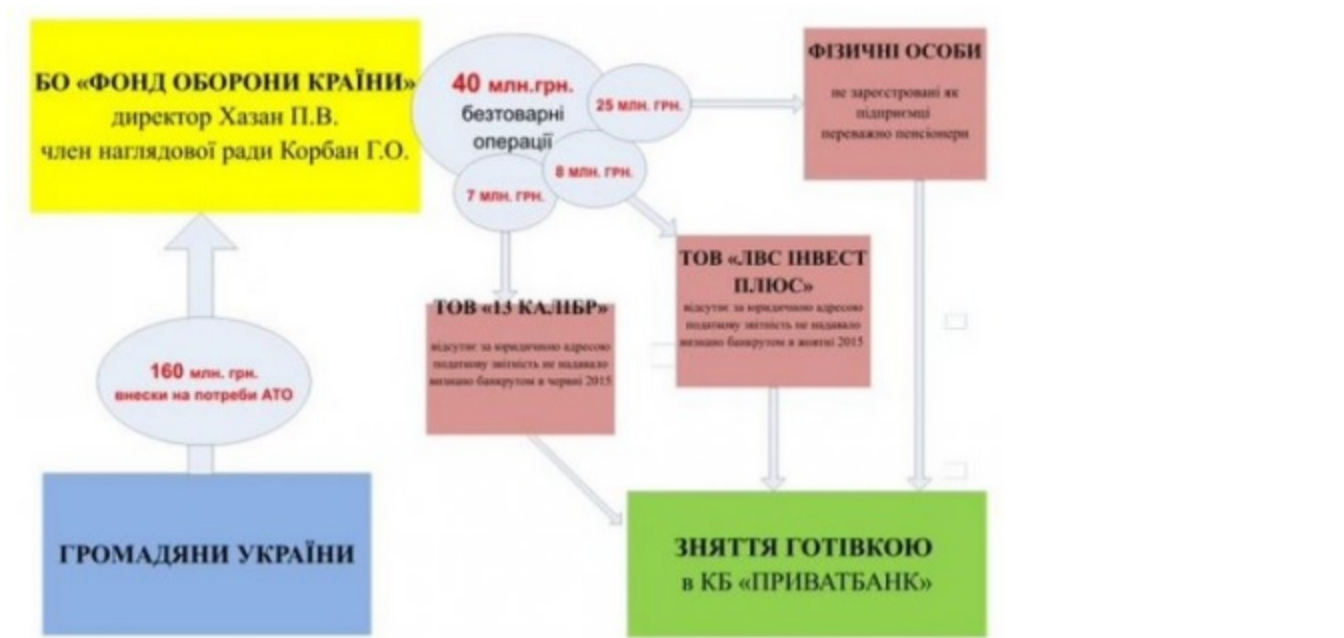 БО «ФОНД ОБОРОНИ КРАЇНИ»
директор Хазан П.В.
член наглядової ради Корбан Г.О.
40 млн.грн.
безтоварні
операції
25 МЛН. ГРН.
8 МЛН. ГРН.
7 МЛН. ГРН.
ФІЗИЧНІ ОСОБИ
не зареєстровані як
підприємці
переважно пенсіонери
ТОВ «ЛВС ІНВЕСТ
ПЛЮС»
відсутнє за юридичною адресою
податкову звітність не надавало
визнано банкрутом в жовтні 2015
ТОВ «13 КАЛІБР»
відсутнє за юридичною адресою
податкову звітність не надавало
визнано банкрутом в червні 2015
160 млн. грн.
внески на потреби АТО
ГРОМАДЯНИ УКРАЇНИ
ЗНЯТТЯ ГОТІВКОЮ
в КБ «ПРИВАТБАНК»